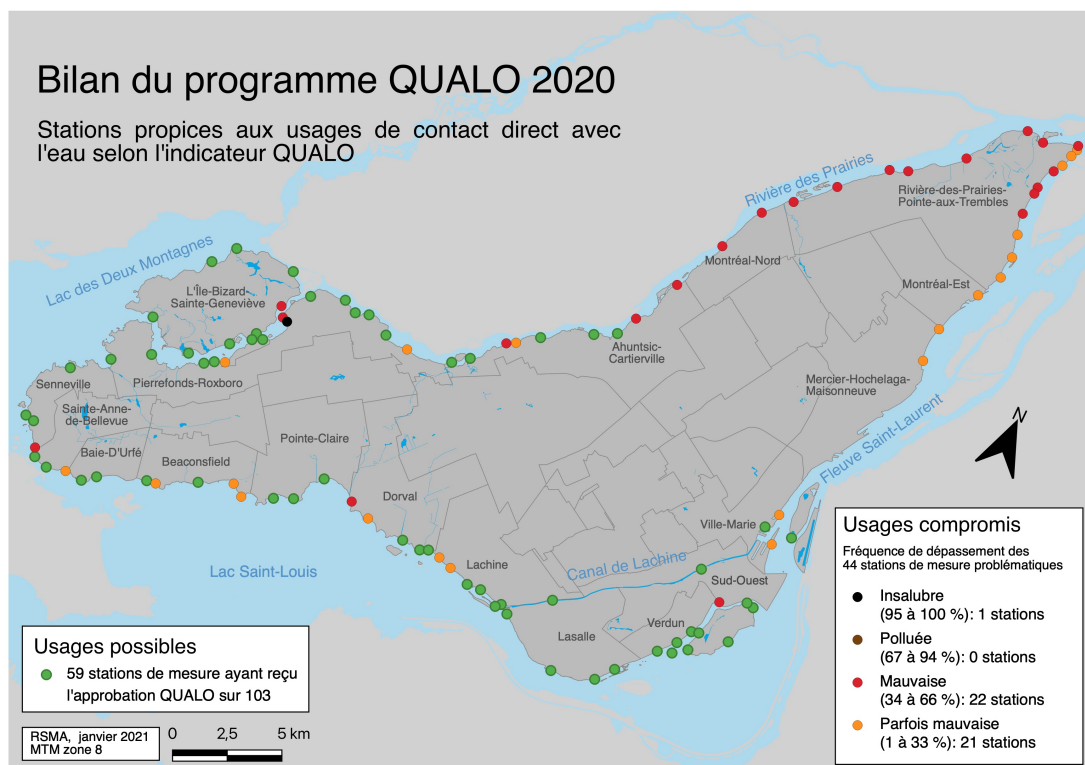 Bilan du programme QUALO 2020
Stations propices aux usages de contact direct avec
l'eau selon l'indicateur QUALO
Rivière des Prairies
Rivière-des-Prairies-
Pointe-aux-Trembles
Lac des Deux Montagnes
Montréal-Nord
L'Île-Bizard-
Sainte-Geneviève
Montréal-Est
Ahuntsic-
Cartierville
Senneville
Pierrefonds-Roxboro
Mercier-Hochelaga-
Maisonneuve
Sainte-Anne-
de-Bellevue
Pointe-Claire
Baie-D'Urfé
Beaconsfield
Fleuve Saint-Laurent
N
Dorval
Ville-Marie
Canal de Lachine
Lachine
Lac Saint-Louis
Sud-Ouest
Verdun
Lasalle
Usages compromis
Fréquence de dépassement des
44 stations de mesure problématiques
Insalubre
(95 à 100 %): 1 stations
Polluée
(67 à 94 %): 0 stations
Mauvaise
(34 à 66 %): 22 stations
Parfois mauvaise
(1 à 33 %): 21 stations
Usages possibles
59 stations de mesure ayant reçu
l'approbation QUALO sur 103
RSMA, janvier 2021
MTM zone 8
0 2,5 5 km